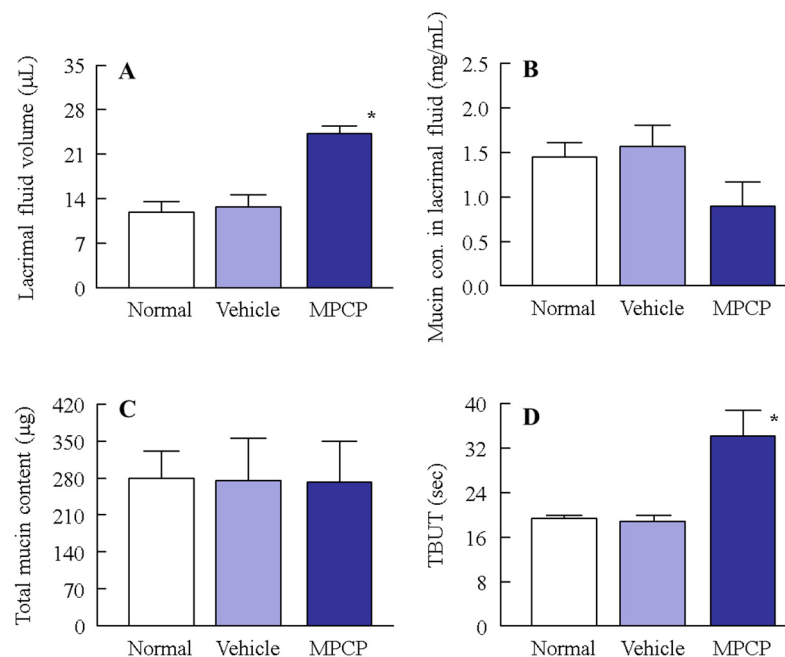 A
Lacrimal fluid volume (μL)
35
28
21
14
7
0
*
Normal Vehicle MPCP
B
Mucin con. in lacrimal fluid (mg/mL)
2.5
2.0
1.5
1.0
0.5
0.0
Normal Vehicle MPCP
C
Total mucin content (μg)
420
350
280
210
140
70
0
Normal Vehicle MPCP
D
TBUT (sec)
40
32
24
16
8
0
*
Normal Vehicle MPCP